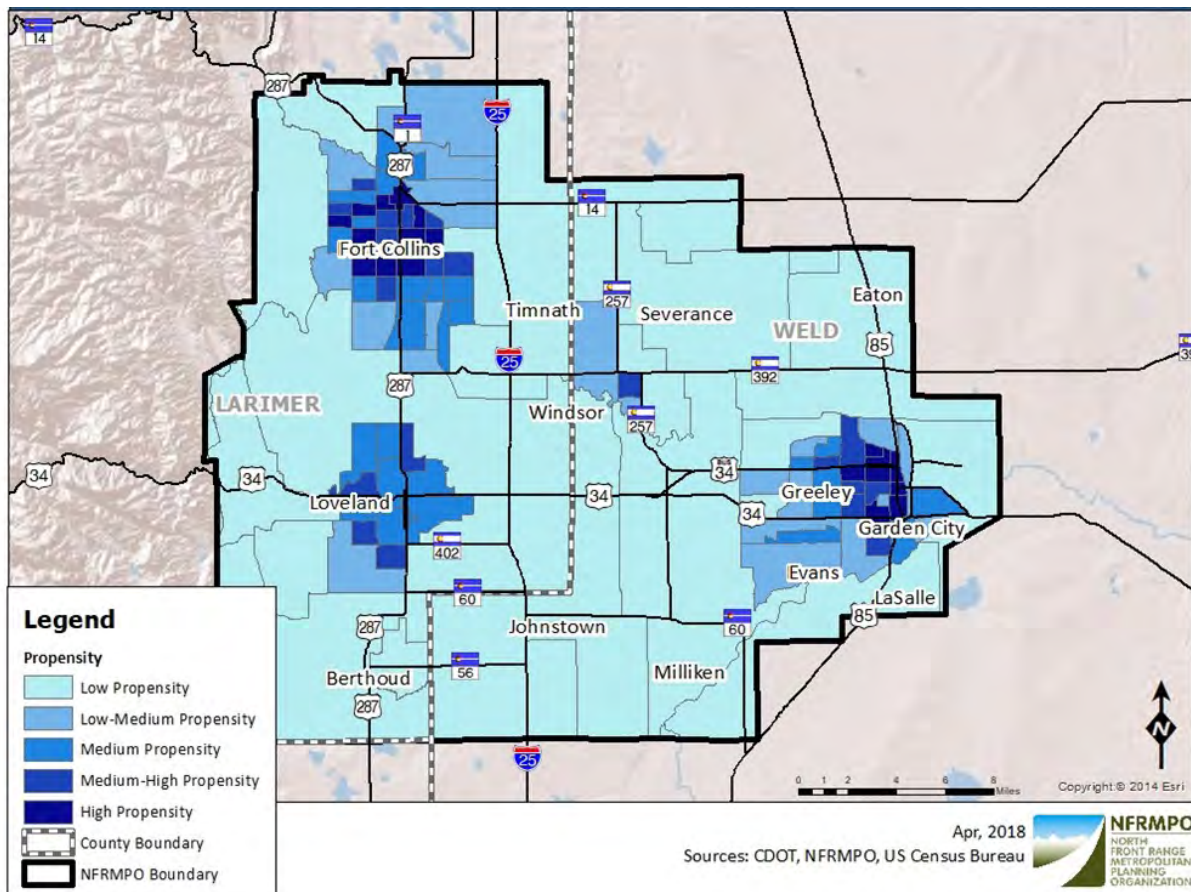 14
287
25
1
287
14
Fort Collins
257
Eaton
Timnath
Severance
WELD
85
25
392
287
LARIMER
Windsor
257
34
34
BUS
34
Loveland
34
Greeley
34
Garden City
402
Evans
60
LaSalle
85
287
Johnstown
60
56
Milliken
Berthoud
287
25
N
Legend
Propensity
Low Propensity
Low-Medium Propensity
Medium Propensity
Medium-High Propensity
High Propensity
County Boundary
NFRMPO Boundary
0 1 2 4 6 8
Miles
Copyright:© 2014 Esri
Apr, 2018
Sources: CDOT, NFRMPO, US Census Bureau
NFRMPO
NORTH
FRONT RANGE
METROPOLITAN
PLANNING
ORGANIZATION